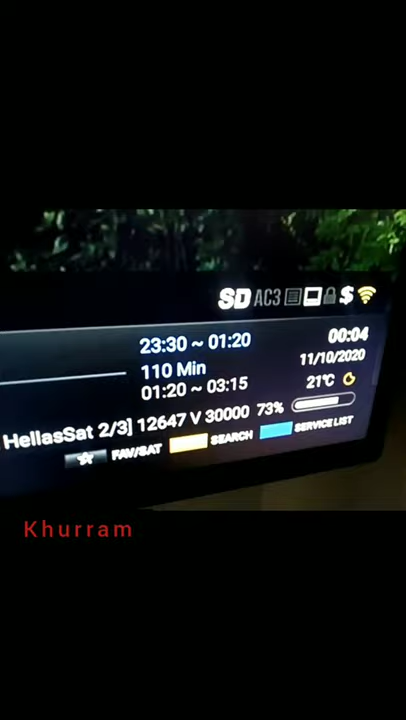 SD AC3 $
23:30 ~ 01:20 00:04
110 Min 11/10/2020
01:20 ~ 03:15 21°C
HellasSat 2/3] 12647 V 30000 73%
FAV/SAT SEARCH SERVICE LIST
Khurram